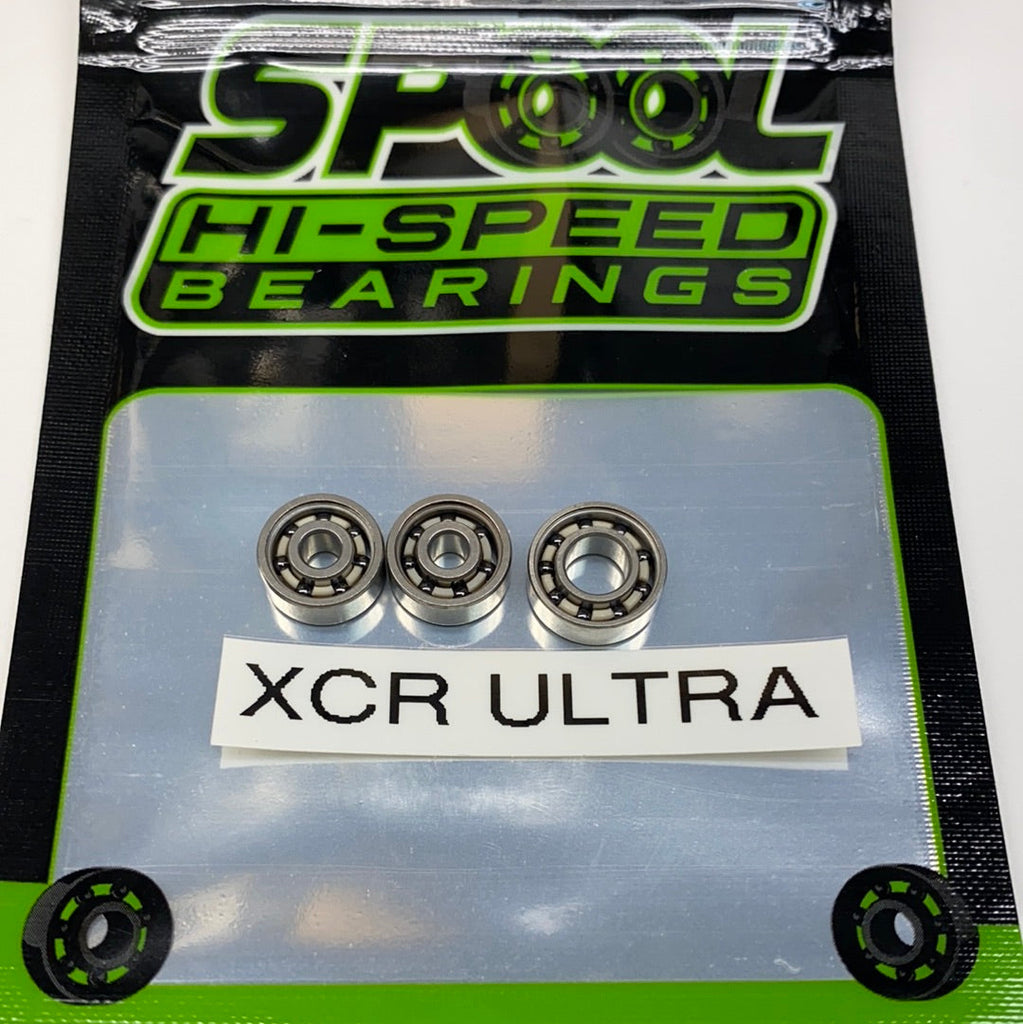 SPOOL
HI-SPEED
BEARINGS
XCR ULTRA